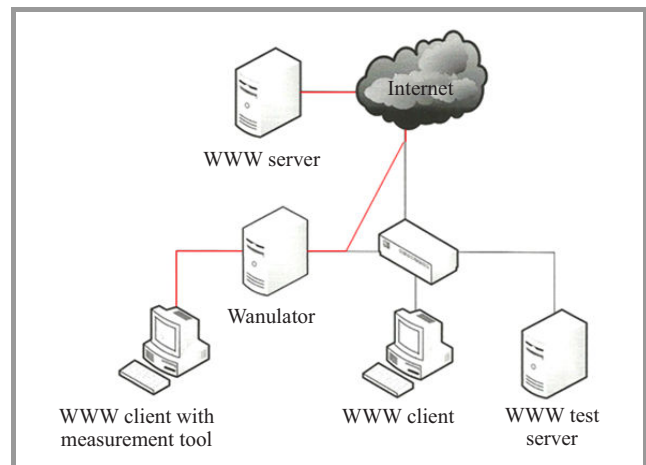 Internet
WWW server
Wanulator
WWW client with
measurement tool
WWW client
WWW test
server